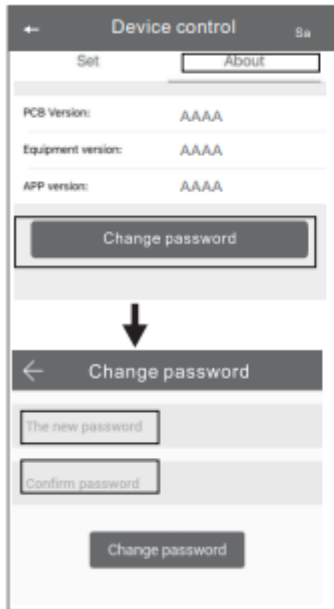 Device control Sa
Set About
PCB Version: AAAA
Equipment version: AAAA
APP version: AAAA
Change password
Change password
The new password
Confirm password
Change password